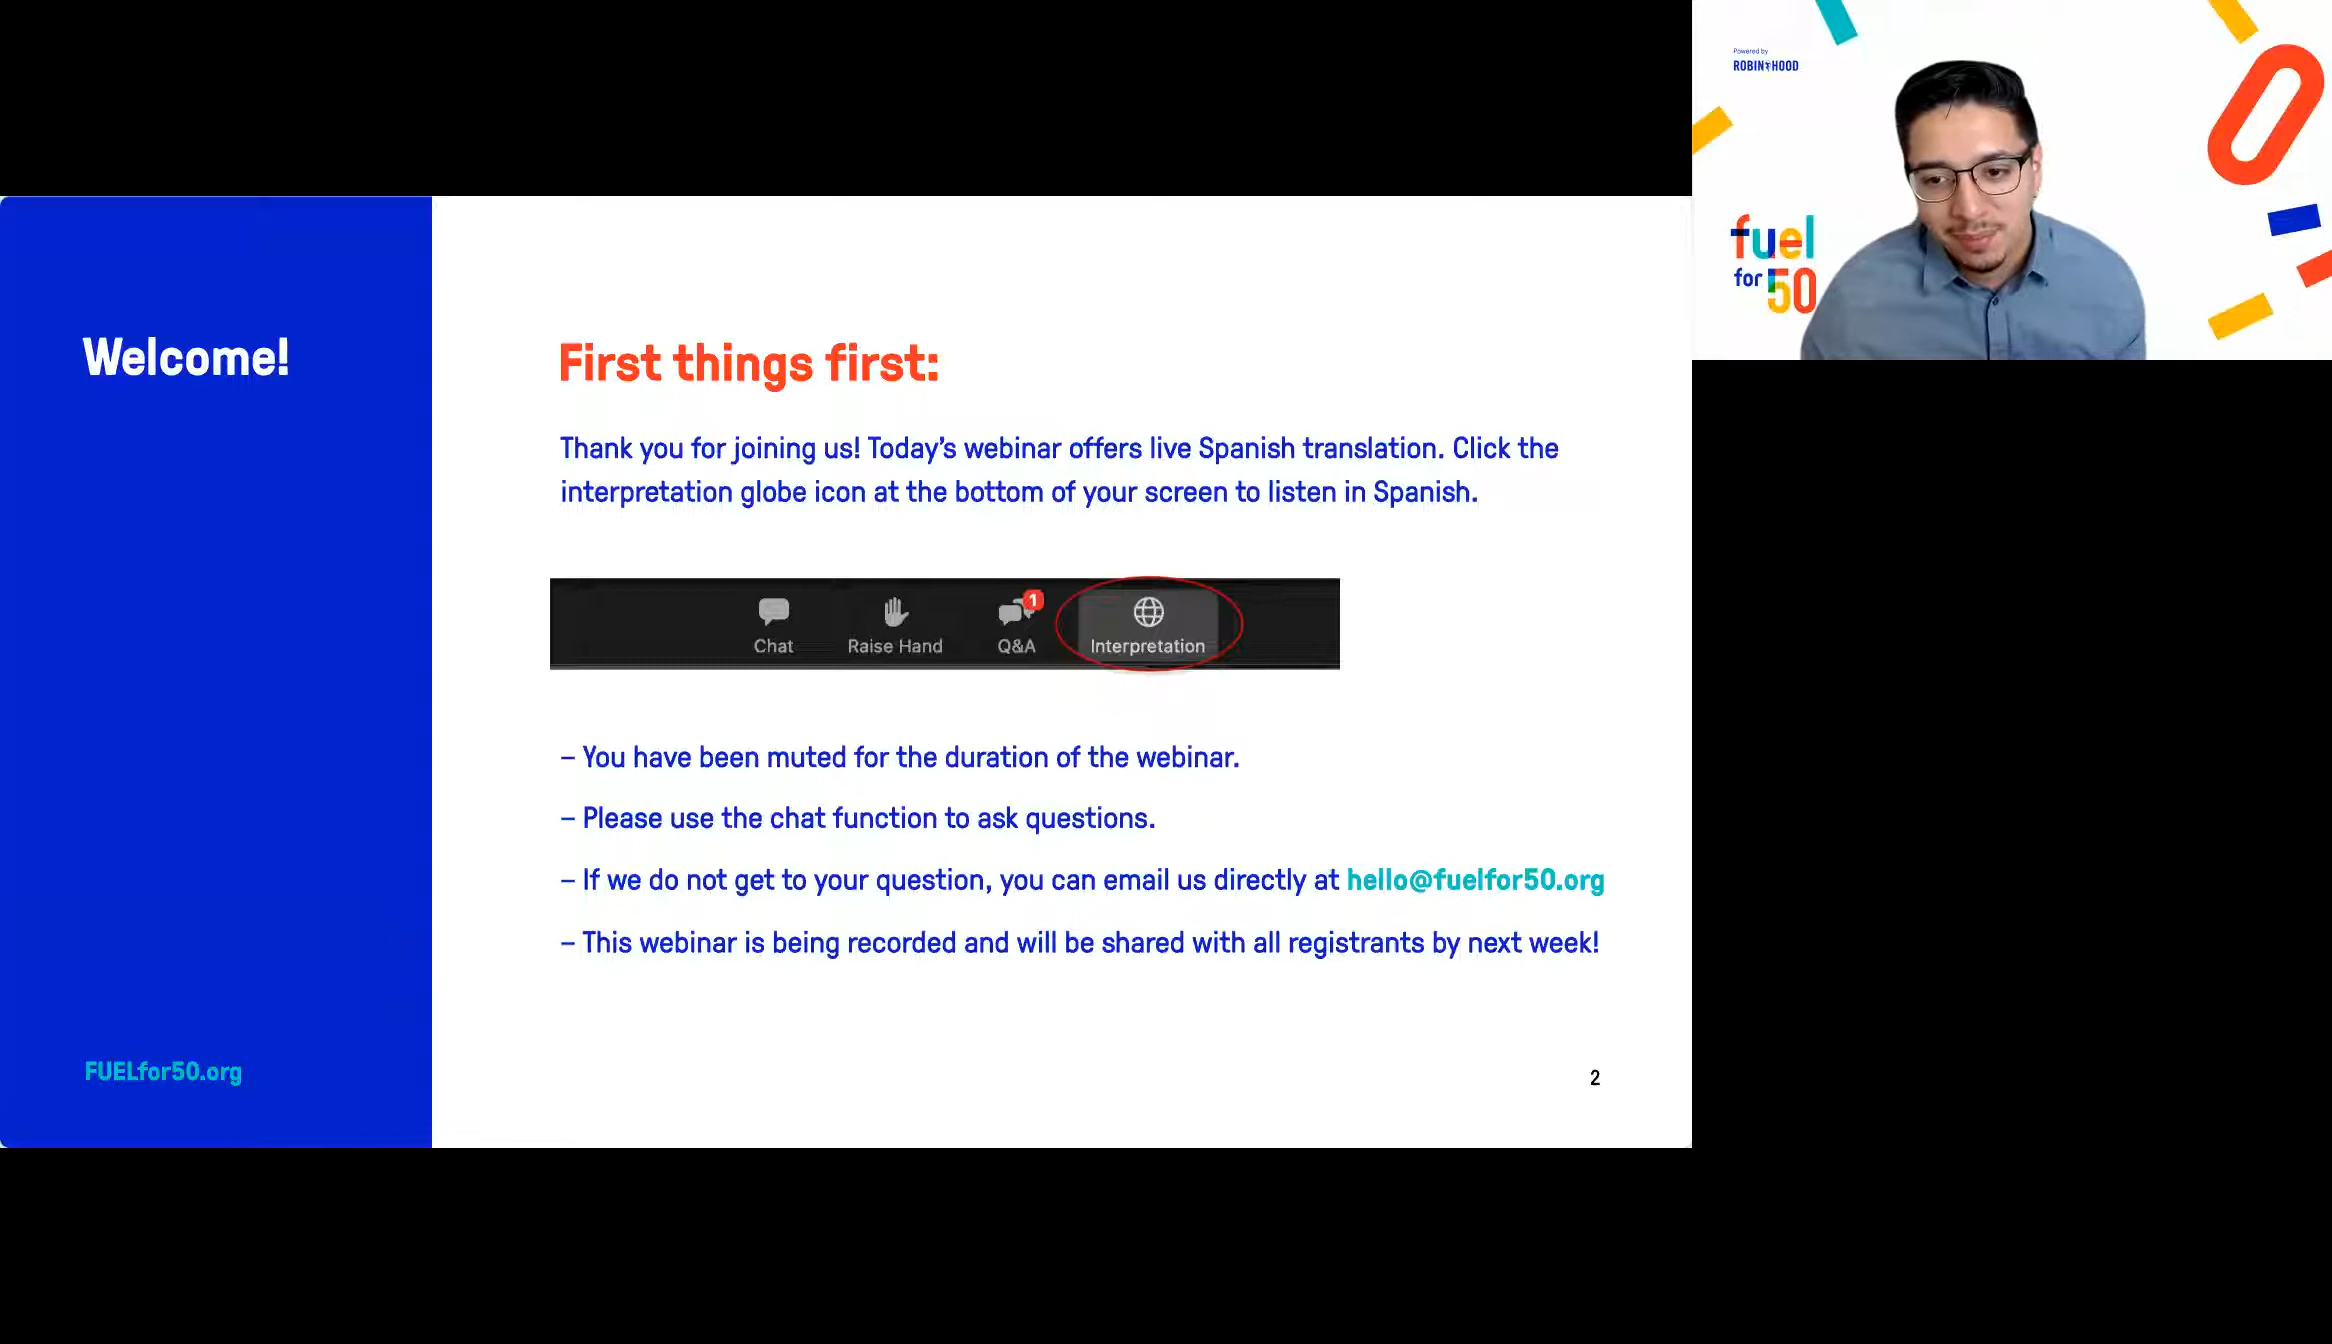 Welcome!
First things first:
Thank you for joining us! Today's webinar offers live Spanish translation. Click the
interpretation globe icon at the bottom of your screen to listen in Spanish.
1
Chat
Raise Hand
Q&A
Interpretation
– You have been muted for the duration of the webinar.
– Please use the chat function to ask questions.
– If we do not get to your question, you can email us directly at hello@fuelfor50.org
– This webinar is being recorded and will be shared with all registrants by next week!
FUELfor50.org
2
Powered by
ROBIN HOOD
fuel
for 50